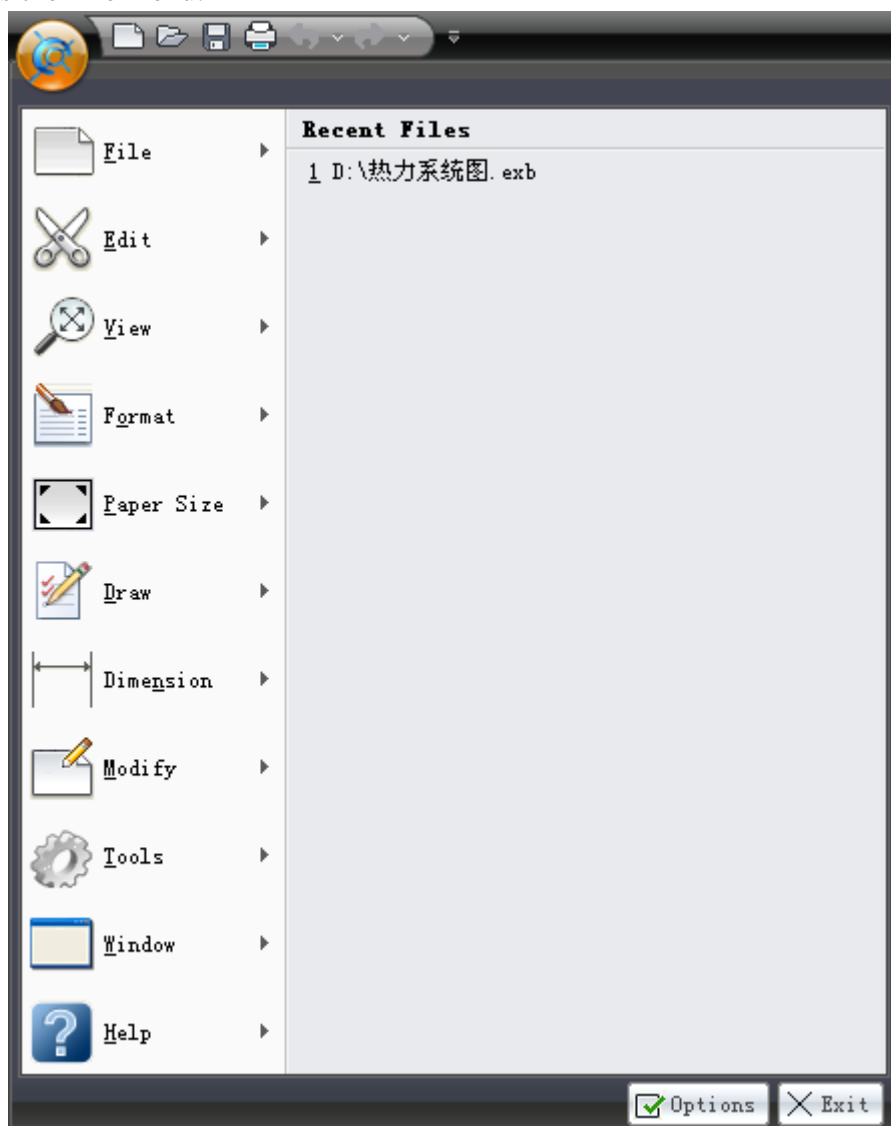 File
Edit
View
Format
Paper Size
Draw
Dimension
Modify
Tools
Window
Help
Recent Files
1 D:\热力系统图.exb
Options
Exit